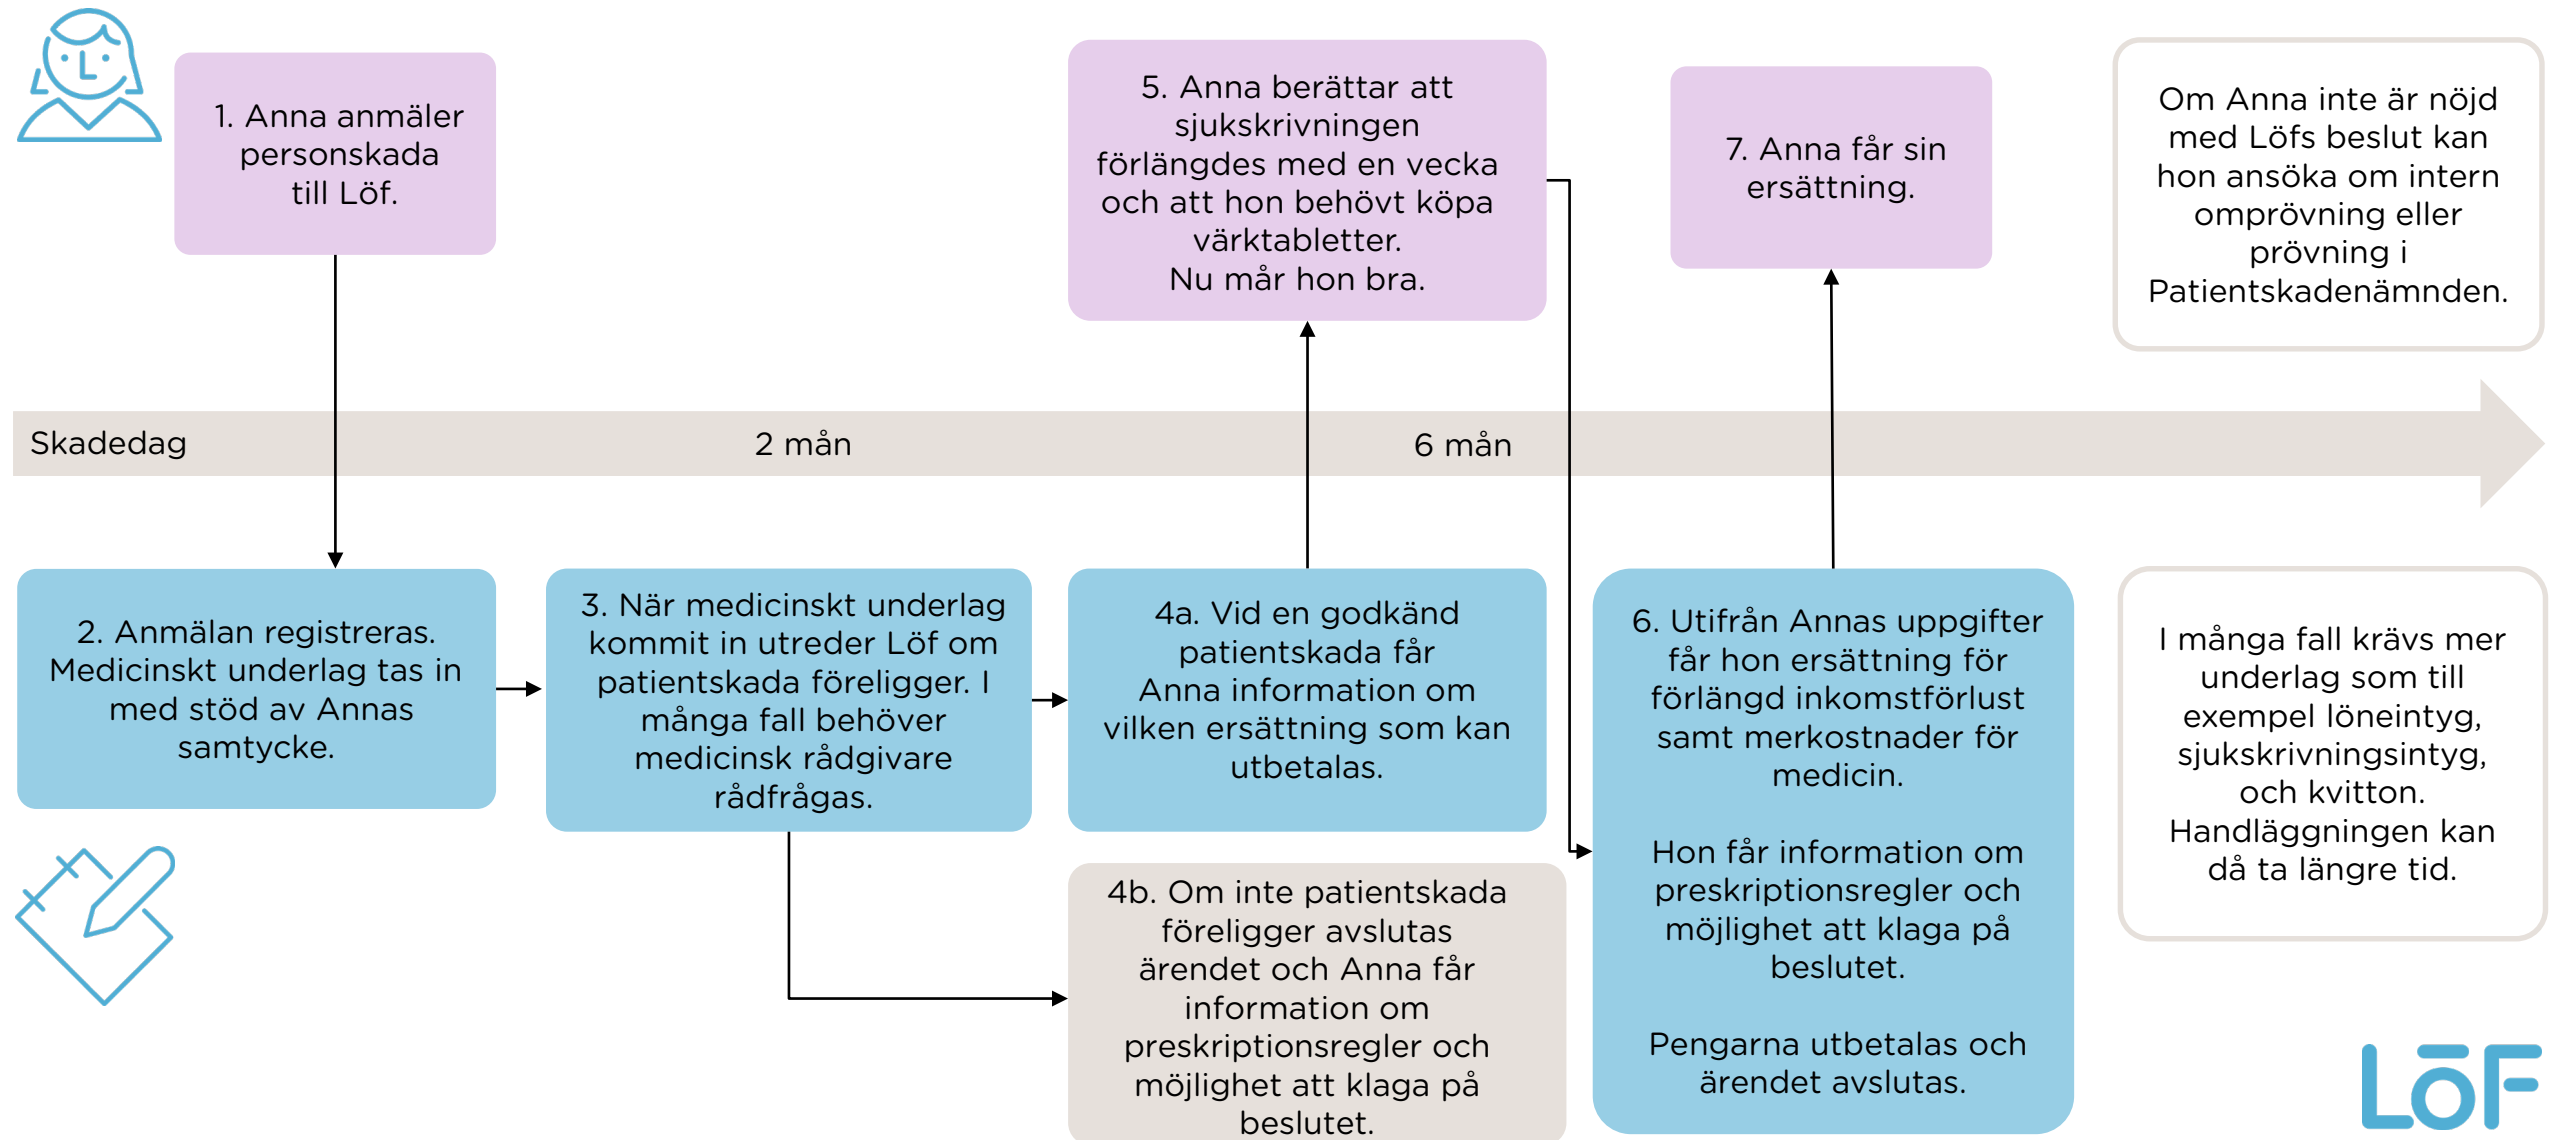 1. Anna anmäler
personskada
till Löf.
5. Anna berättar att
sjukskrivningen
förlängdes med en vecka
och att hon behövt köpa
värktabletter.
Nu mår hon bra.
7. Anna får sin
ersättning.
Om Anna inte är nöjd
med Löfs beslut kan
hon ansöka om intern
omprövning eller
prövning i
Patientskadenämnden.
Skadedag
2 mån
6 mån
2. Anmälan registreras.
Medicinskt underlag tas in
med stöd av Annas
samtycke.
3. När medicinskt underlag
kommit in utreder Löf om
patientskada föreligger. I
många fall behöver
medicinsk rådgivare
rådfrågas.
4a. Vid en godkänd
patientskada får
Anna information om
vilken ersättning som kan
utbetalas.
4b. Om inte patientskada
föreligger avslutas
ärendet och Anna får
information om
preskriptionsregler och
möjlighet att klaga på
beslutet.
6. Utifrån Annas uppgifter
får hon ersättning för
förlängd inkomstförlust
samt merkostnader för
medicin.
Hon får information om
preskriptionsregler och
möjlighet att klaga på
beslutet.
Pengarna utbetalas och
ärendet avslutas.
I många fall krävs mer
underlag som till
exempel löneintyg,
sjukskrivningsintyg,
och kvitton.
Handläggningen kan
då ta längre tid.
LöF